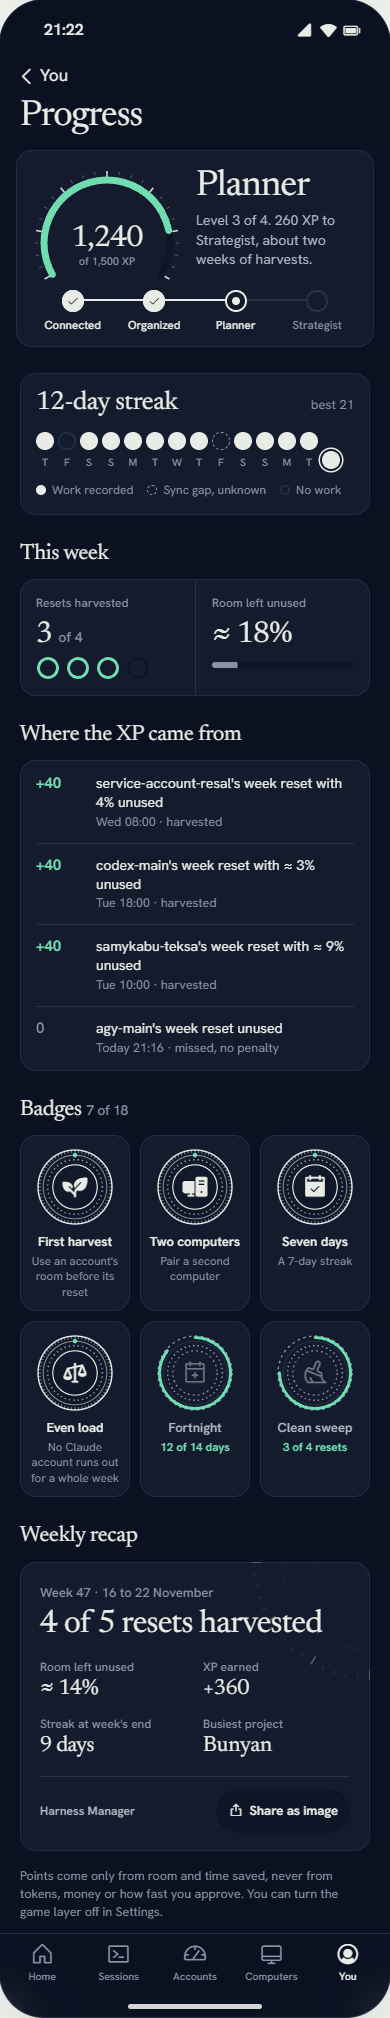 21:22
You
Progress
1,240
of 1,500 XP
Planner
Level 3 of 4. 260 XP to
Strategist, about two
weeks of harvests.
Connected
Organized
Planner
Strategist
12-day streak
best 21
T F S S M T W T F S S M T
Work recorded
Sync gap, unknown
No work
This week
Resets harvested
3 of 4
Room left unused
≈ 18%
Where the XP came from
+40
service-account-resal's week reset with
4% unused
Wed 08:00 · harvested
+40
codex-main's week reset with ≈ 3%
unused
Tue 18:00 · harvested
+40
samykabu-teksa's week reset with ≈ 9%
unused
Tue 10:00 · harvested
0
agy-main's week reset unused
Today 21:16 · missed, no penalty
Badges 7 of 18
First harvest
Use an account's
room before its
reset
Two computers
Pair a second
computer
Seven days
A 7-day streak
Even load
No Claude
account runs out
for a whole week
Fortnight
12 of 14 days
Clean sweep
3 of 4 resets
Weekly recap
Week 47 · 16 to 22 November
4 of 5 resets harvested
Room left unused
≈ 14%
XP earned
+360
Streak at week's end
9 days
Busiest project
Bunyan
Harness Manager
Share as image
Points come only from room and time saved, never from
tokens, money or how fast you approve. You can turn the
game layer off in Settings.
Home
Sessions
Accounts
Computers
You